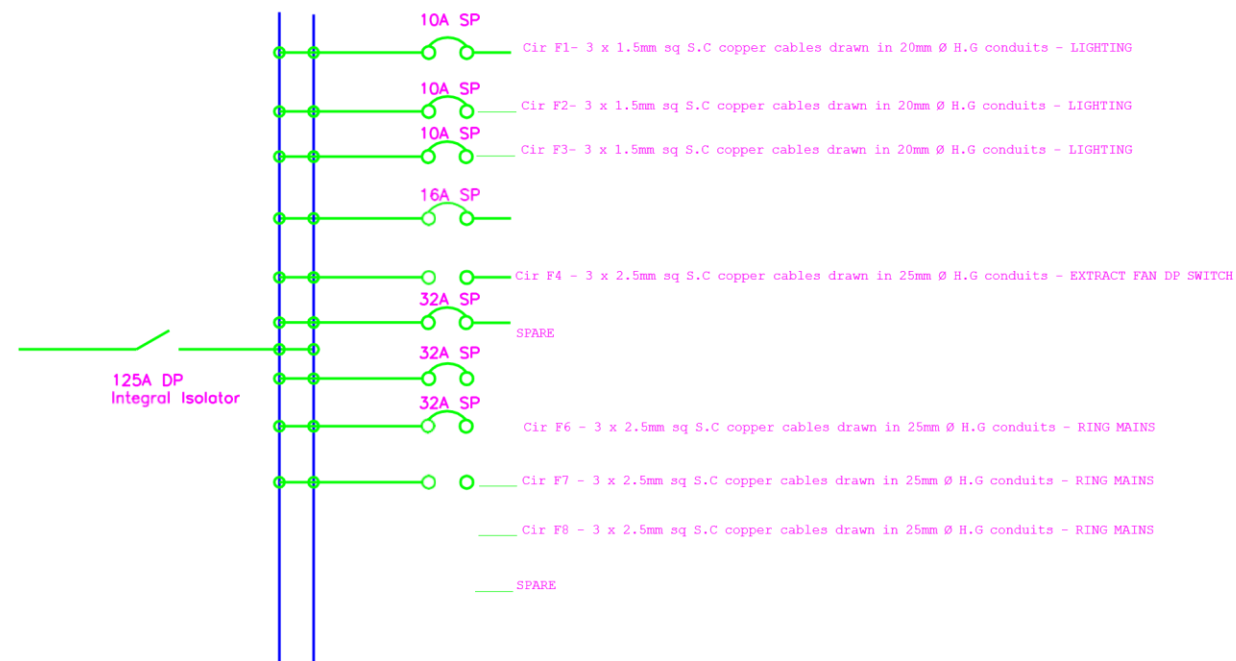 10A SP
Cir F1- 3 x 1.5mm sq S.C copper cables drawn in 20mm Ø H.G conduits - LIGHTING
10A SP
Cir F2- 3 x 1.5mm sq S.C copper cables drawn in 20mm Ø H.G conduits - LIGHTING
10A SP
Cir F3- 3 x 1.5mm sq S.C copper cables drawn in 20mm Ø H.G conduits - LIGHTING
16A SP
Cir F4 - 3 x 2.5mm sq S.C copper cables drawn in 25mm Ø H.G conduits - EXTRACT FAN DP SWITCH
32A SP
SPARE
32A SP
125A DP
Integral Isolator
32A SP
Cir F6 - 3 x 2.5mm sq S.C copper cables drawn in 25mm Ø H.G conduits - RING MAINS
Cir F7 - 3 x 2.5mm sq S.C copper cables drawn in 25mm Ø H.G conduits - RING MAINS
Cir F8 - 3 x 2.5mm sq S.C copper cables drawn in 25mm Ø H.G conduits - RING MAINS
SPARE